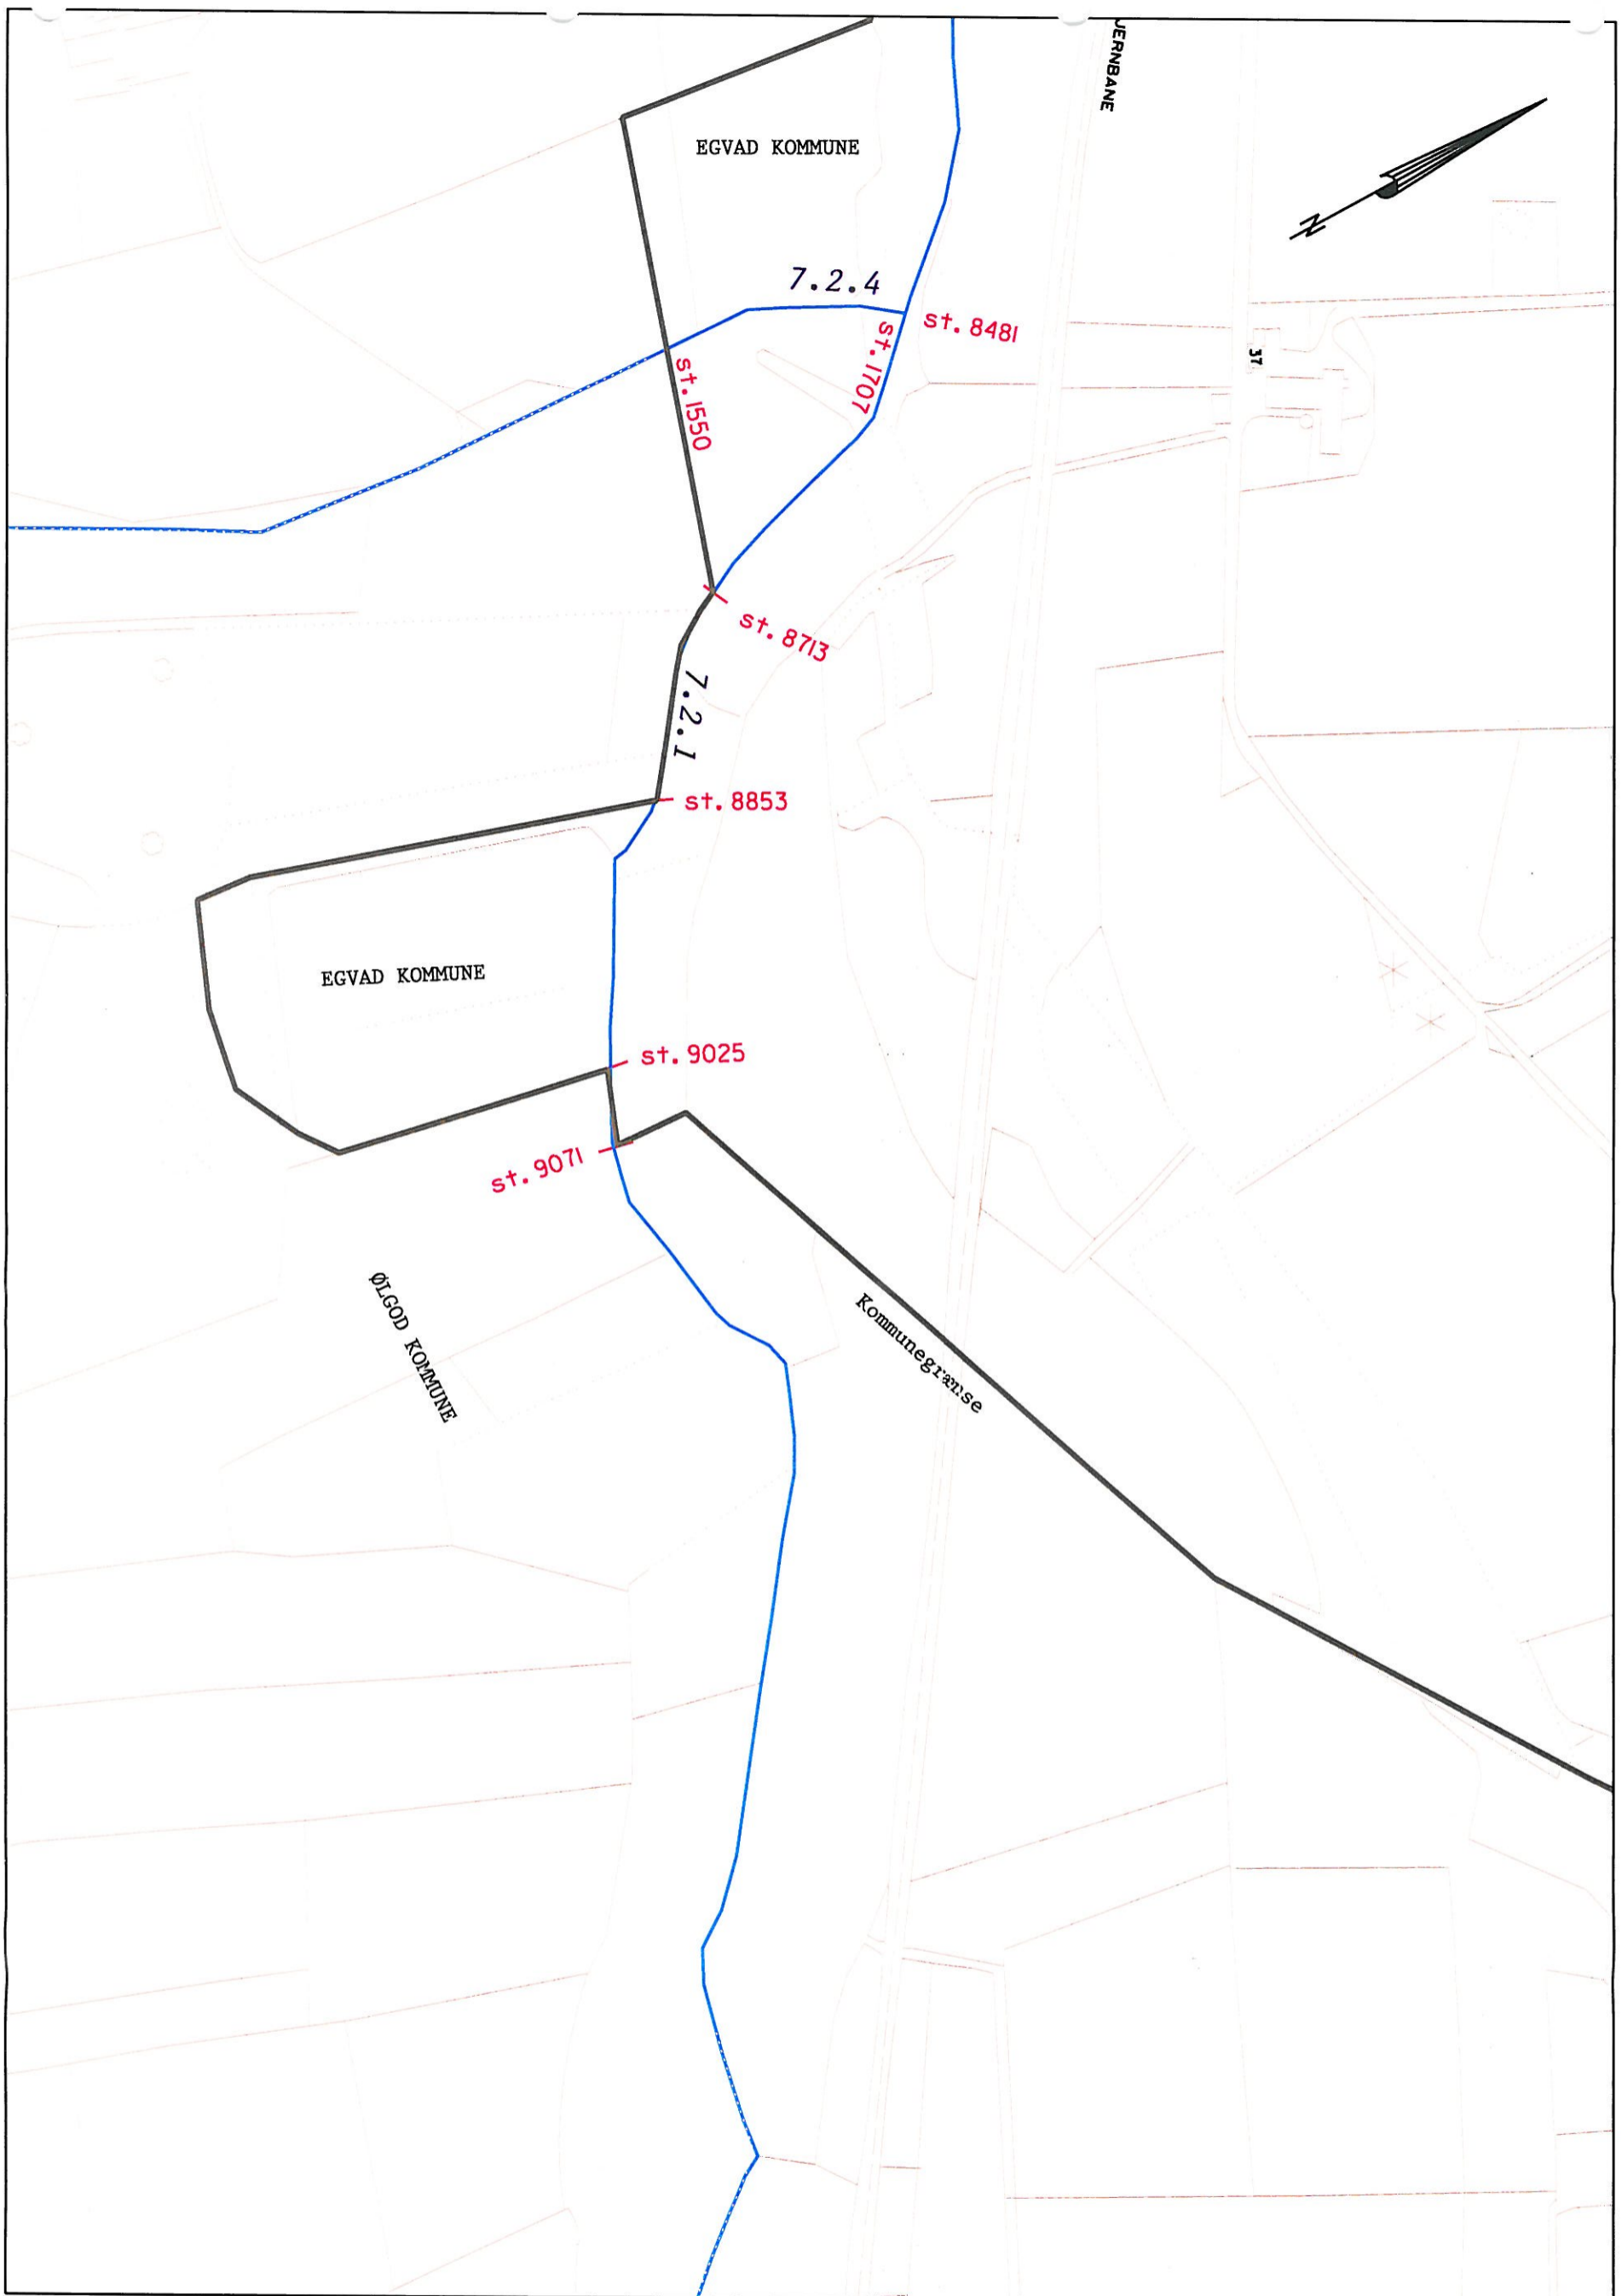 JERNBANE
EGVAD KOMMUNE
N
7.2.4
st. 8481
st. 1707
37
st. 1550
st. 8713
7.2.1
st. 8853
EGVAD KOMMUNE
st. 9025
st. 9071
ØLGOD KOMMUNE
Kommunegrænse